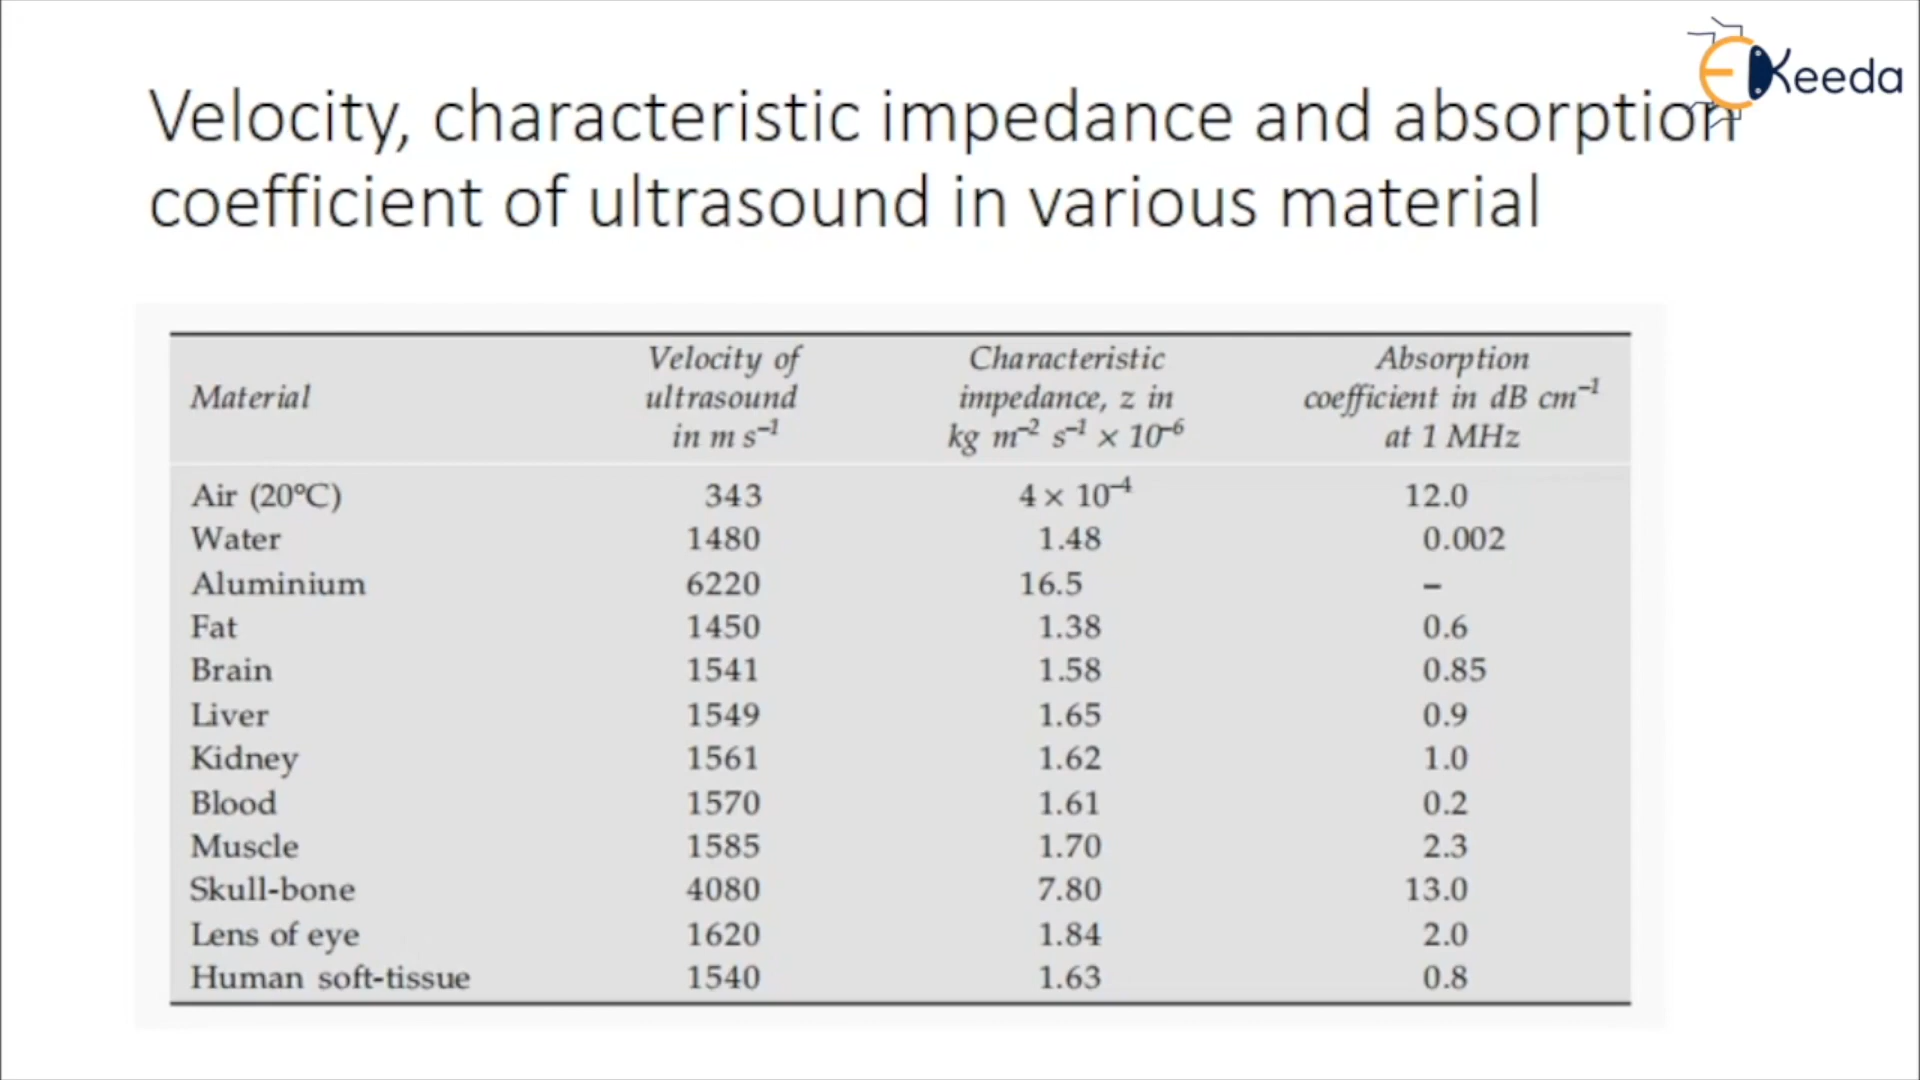 EKeeda
Velocity, characteristic impedance and absorption
coefficient of ultrasound in various material
Material Velocity of ultrasound in m s⁻¹ Characteristic impedance, z in kg m⁻² s⁻¹ × 10⁻⁶ Absorption coefficient in dB cm⁻¹ at 1 MHz
Air (20°C) 343 4 × 10⁻⁴ 12.0
Water 1480 1.48 0.002
Aluminium 6220 16.5 –
Fat 1450 1.38 0.6
Brain 1541 1.58 0.85
Liver 1549 1.65 0.9
Kidney 1561 1.62 1.0
Blood 1570 1.61 0.2
Muscle 1585 1.70 2.3
Skull-bone 4080 7.80 13.0
Lens of eye 1620 1.84 2.0
Human soft-tissue 1540 1.63 0.8